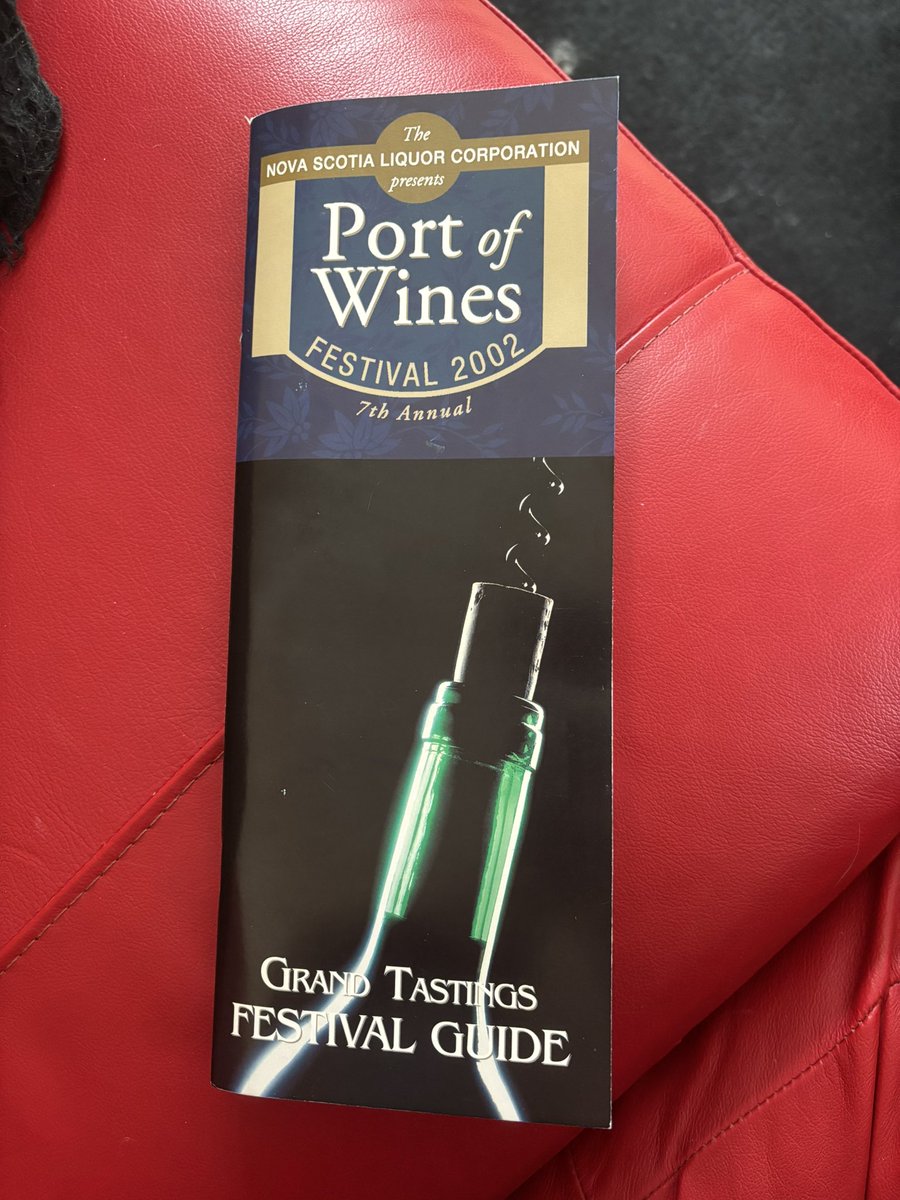 The
NOVA SCOTIA LIQUOR CORPORATION
presents
Port of
Wines
FESTIVAL 2002
7th Annual
GRAND TASTINGS
FESTIVAL GUIDE